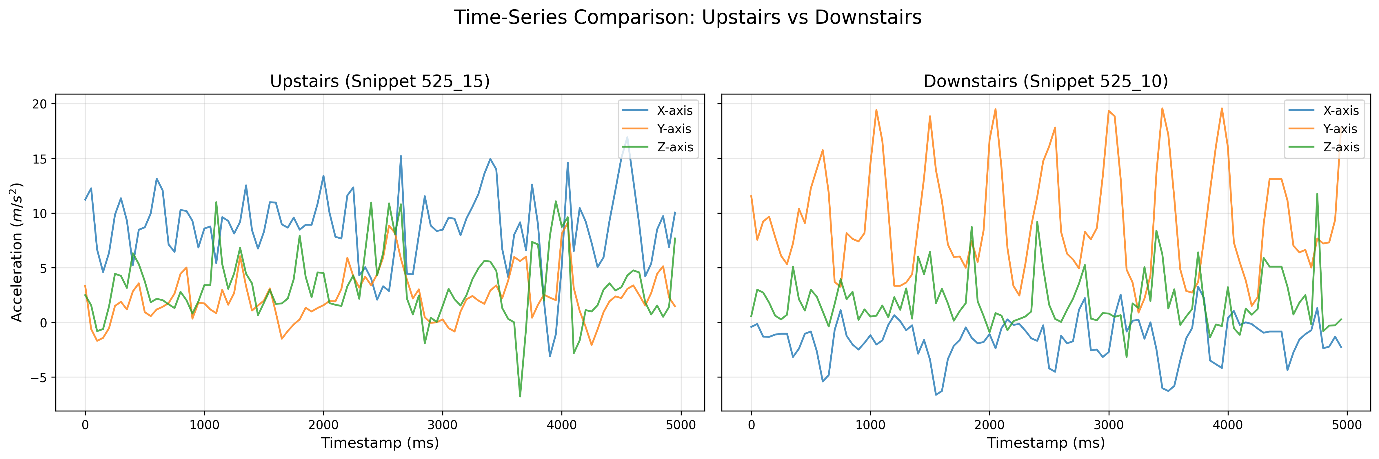 Time-Series Comparison: Upstairs vs Downstairs
Upstairs (Snippet 525_15)
X-axis
Y-axis
Z-axis
20
15
10
5
0
−5
Acceleration (m/s²)
0 1000 2000 3000 4000 5000
Timestamp (ms)
Downstairs (Snippet 525_10)
X-axis
Y-axis
Z-axis
0 1000 2000 3000 4000 5000
Timestamp (ms)